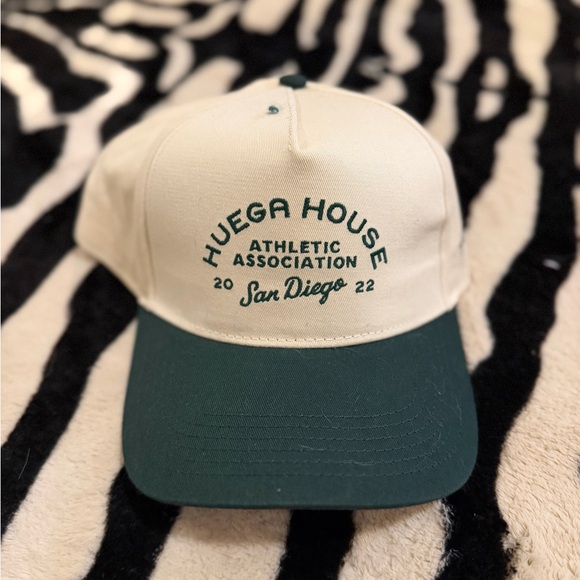 HUEGA HOUSE
ATHLETIC
ASSOCIATION
20 San Diego 22